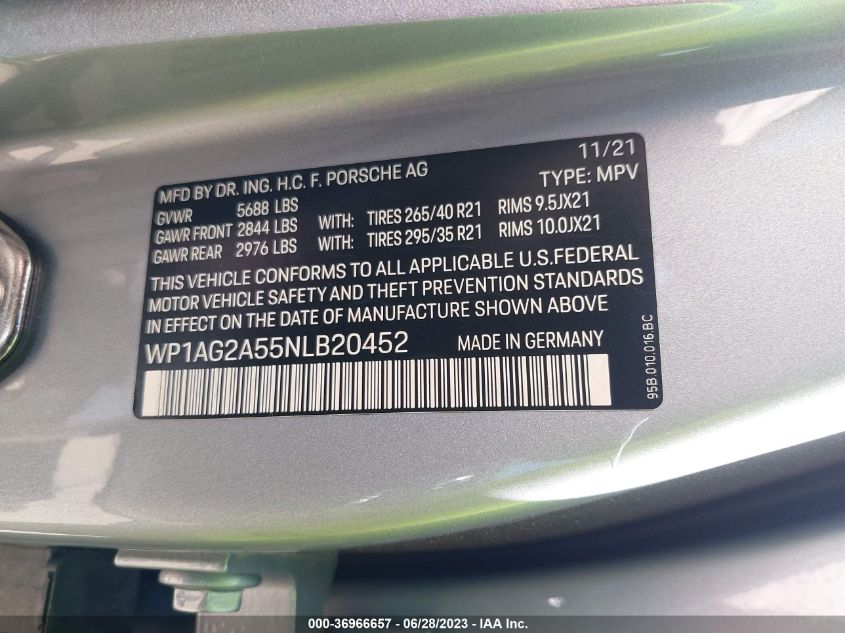 11/21
MFD BY DR. ING. H.C. F. PORSCHE AG TYPE: MPV
GVWR 5688 LBS
GAWR FRONT 2844 LBS WITH: TIRES 265/40 R21 RIMS 9.5JX21
GAWR REAR 2976 LBS WITH: TIRES 295/35 R21 RIMS 10.0JX21
THIS VEHICLE CONFORMS TO ALL APPLICABLE U.S.FEDERAL
MOTOR VEHICLE SAFETY AND THEFT PREVENTION STANDARDS
IN EFFECT ON THE DATE OF MANUFACTURE SHOWN ABOVE
WP1AG2A55NLB20452 MADE IN GERMANY
95B.010.016.BC
000-36966657 - 06/28/2023 - IAA Inc.